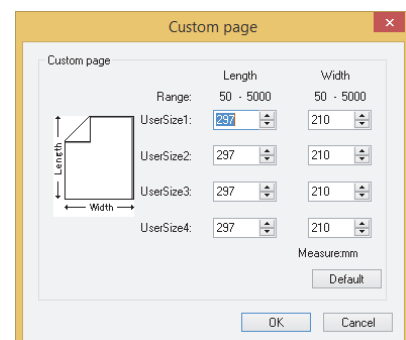 Custom page
Custom page
Length Width
Range: 50 - 5000 50 - 5000
UserSize1: 297 210
Length
UserSize2: 297 210
UserSize3: 297 210
Width
UserSize4: 297 210
Measure:mm
Default
OK Cancel